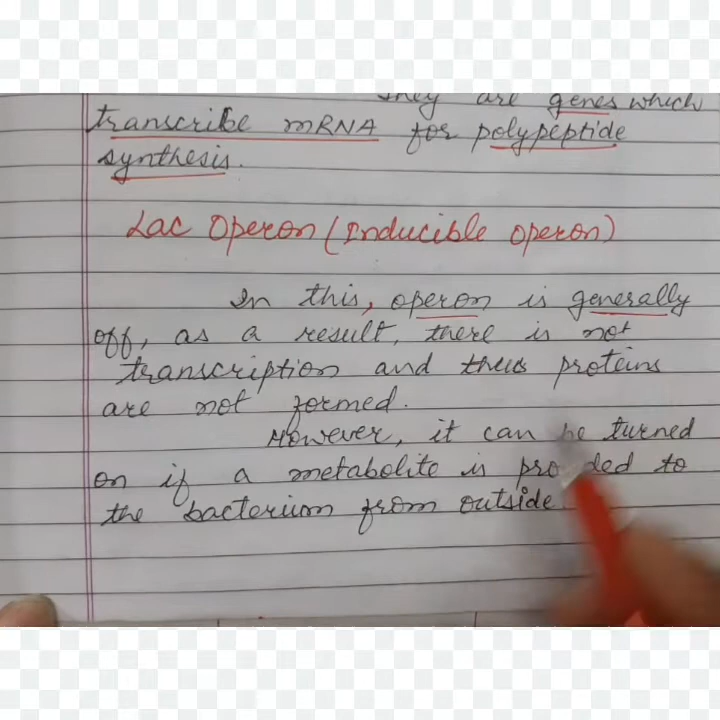 They are genes which
transcribe mRNA for polypeptide
synthesis.
Lac Operon (Inducible operon)
In this, operon is generally
off, as a result, there is not
transcription and thus proteins
are not formed.
However, it can be turned
on if a metabolite is provided to
the bacterium from outside.